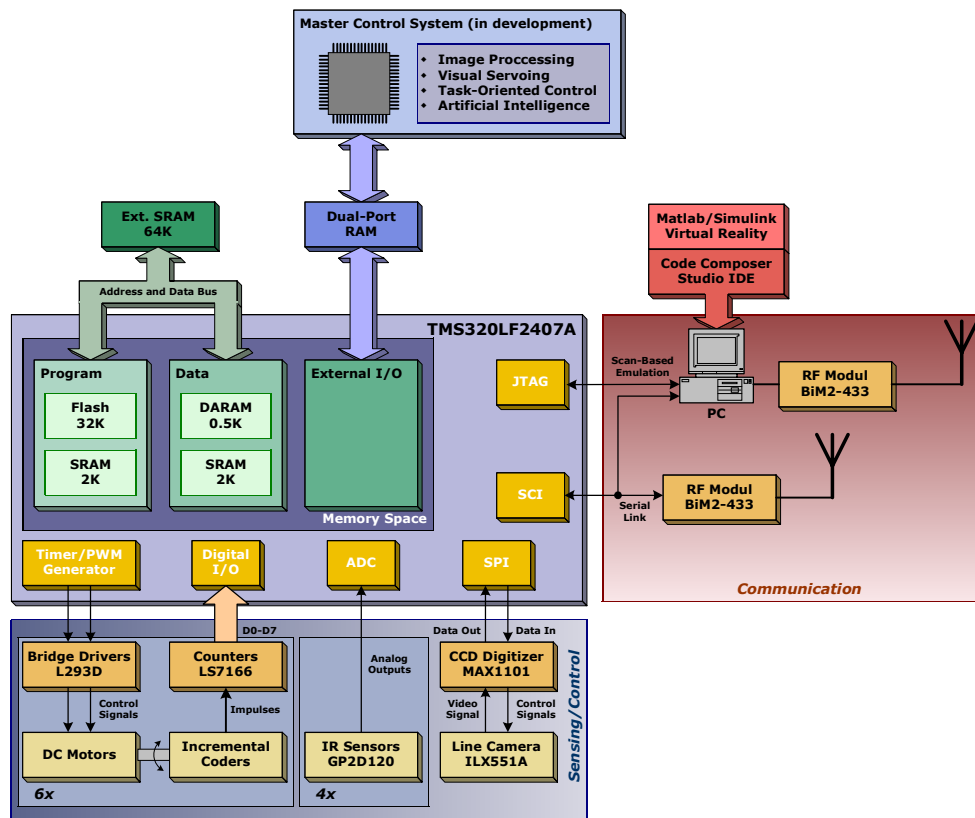 Master Control System (in development)
Image Proccessing
Visual Servoing
Task-Oriented Control
Artificial Intelligence
Ext. SRAM
64K
Dual-Port
RAM
Matlab/Simulink
Virtual Reality
Code Composer
Studio IDE
Address and Data Bus
TMS320LF2407A
Program
Flash
32K
SRAM
2K
Data
DARAM
0.5K
SRAM
2K
External I/O
Memory Space
JTAG
SCI
Scan-Based
Emulation
PC
RF Modul
BiM2-433
Serial
Link
RF Modul
BiM2-433
Communication
Timer/PWM
Generator
Digital
I/O
ADC
SPI
D0-D7
Data Out
Data In
Bridge Drivers
L293D
Counters
LS7166
Analog
Outputs
CCD Digitizer
MAX1101
Control
Signals
Impulses
Video
Signal
Control
Signals
DC Motors
Incremental
Coders
IR Sensors
GP2D120
Line Camera
ILX551A
6x
4x
Sensing/Control